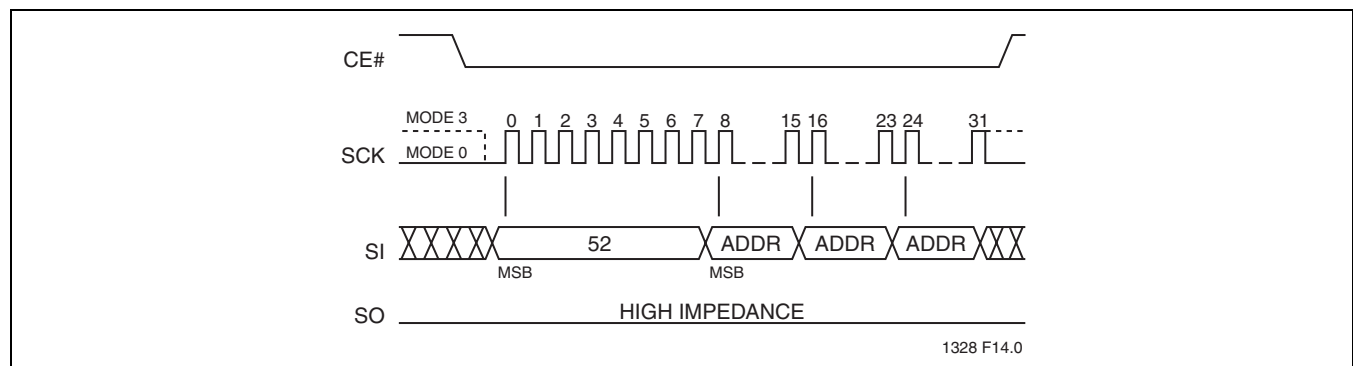 CE#
MODE 3
0 1 2 3 4 5 6 7 8 15 16 23 24 31
SCK
MODE 0
SI
52 ADDR ADDR ADDR
MSB MSB
SO
HIGH IMPEDANCE
1328 F14.0